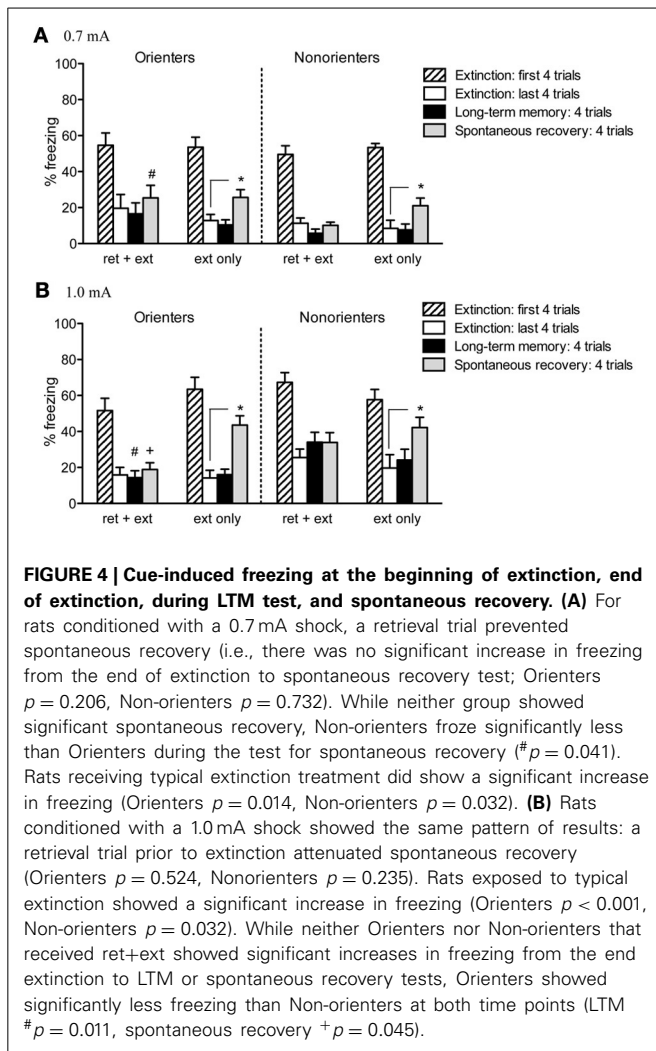 A 0.7 mA
Orienters Nonorienters
Extinction: first 4 trials
Extinction: last 4 trials
Long-term memory: 4 trials
Spontaneous recovery: 4 trials
% freezing
100
80
60
40
20
0
# * *
ret + ext ext only ret + ext ext only
B 1.0 mA
Orienters Nonorienters
Extinction: first 4 trials
Extinction: last 4 trials
Long-term memory: 4 trials
Spontaneous recovery: 4 trials
% freezing
100
80
60
40
20
0
# + * *
ret + ext ext only ret + ext ext only
FIGURE 4 | Cue-induced freezing at the beginning of extinction, end
of extinction, during LTM test, and spontaneous recovery. (A) For
rats conditioned with a 0.7 mA shock, a retrieval trial prevented
spontaneous recovery (i.e., there was no significant increase in freezing
from the end of extinction to spontaneous recovery test; Orienters
p = 0.206, Non-orienters p = 0.732). While neither group showed
significant spontaneous recovery, Non-orienters froze significantly less
than Orienters during the test for spontaneous recovery (#p = 0.041).
Rats receiving typical extinction treatment did show a significant increase
in freezing (Orienters p = 0.014, Non-orienters p = 0.032). (B) Rats
conditioned with a 1.0 mA shock showed the same pattern of results: a
retrieval trial prior to extinction attenuated spontaneous recovery
(Orienters p = 0.524, Nonorienters p = 0.235). Rats exposed to typical
extinction showed a significant increase in freezing (Orienters p < 0.001,
Non-orienters p = 0.032). While neither Orienters nor Non-orienters that
received ret+ext showed significant increases in freezing from the end
extinction to LTM or spontaneous recovery tests, Orienters showed
significantly less freezing than Non-orienters at both time points (LTM
#p = 0.011, spontaneous recovery +p = 0.045).